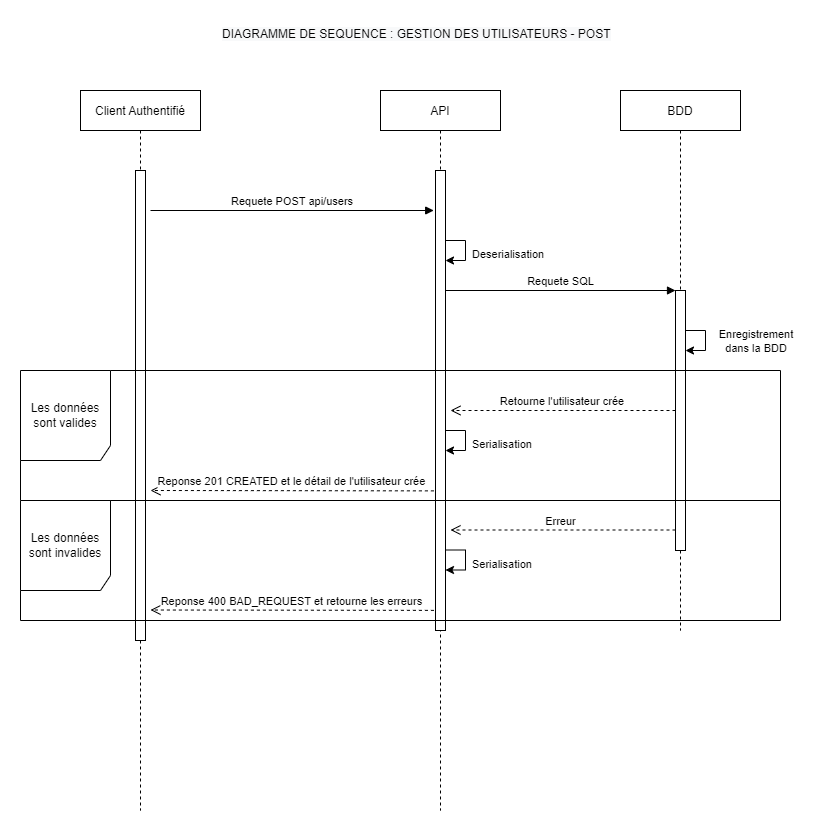 DIAGRAMME DE SEQUENCE : GESTION DES UTILISATEURS - POST
Client Authentifié
API
BDD
Requete POST api/users
Deserialisation
Requete SQL
Enregistrement
dans la BDD
Les données
sont valides
Retourne l'utilisateur crée
Serialisation
Reponse 201 CREATED et le détail de l'utilisateur crée
Les données
sont invalides
Erreur
Serialisation
Reponse 400 BAD_REQUEST et retourne les erreurs